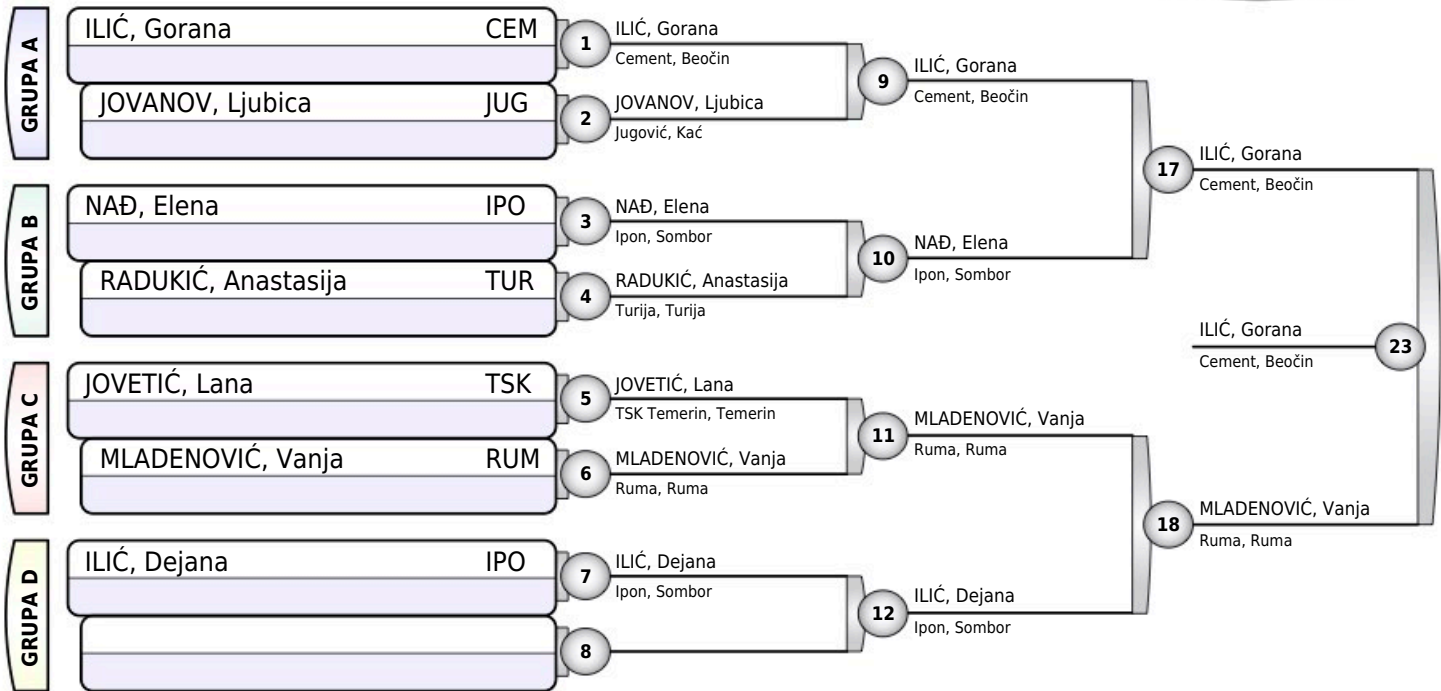 GRUPA A
ILIĆ, Gorana CEM
JOVANOV, Ljubica JUG
1
ILIĆ, Gorana
Cement, Beočin
2
JOVANOV, Ljubica
Jugović, Kać
9
ILIĆ, Gorana
Cement, Beočin
GRUPA B
NAĐ, Elena IPO
RADUKIĆ, Anastasija TUR
3
NAĐ, Elena
Ipon, Sombor
4
RADUKIĆ, Anastasija
Turija, Turija
10
NAĐ, Elena
Ipon, Sombor
17
ILIĆ, Gorana
Cement, Beočin
GRUPA C
JOVETIĆ, Lana TSK
MLADENOVIĆ, Vanja RUM
5
JOVETIĆ, Lana
TSK Temerin, Temerin
6
MLADENOVIĆ, Vanja
Ruma, Ruma
11
MLADENOVIĆ, Vanja
Ruma, Ruma
GRUPA D
ILIĆ, Dejana IPO
7
ILIĆ, Dejana
Ipon, Sombor
8
12
ILIĆ, Dejana
Ipon, Sombor
18
MLADENOVIĆ, Vanja
Ruma, Ruma
ILIĆ, Gorana
Cement, Beočin
23